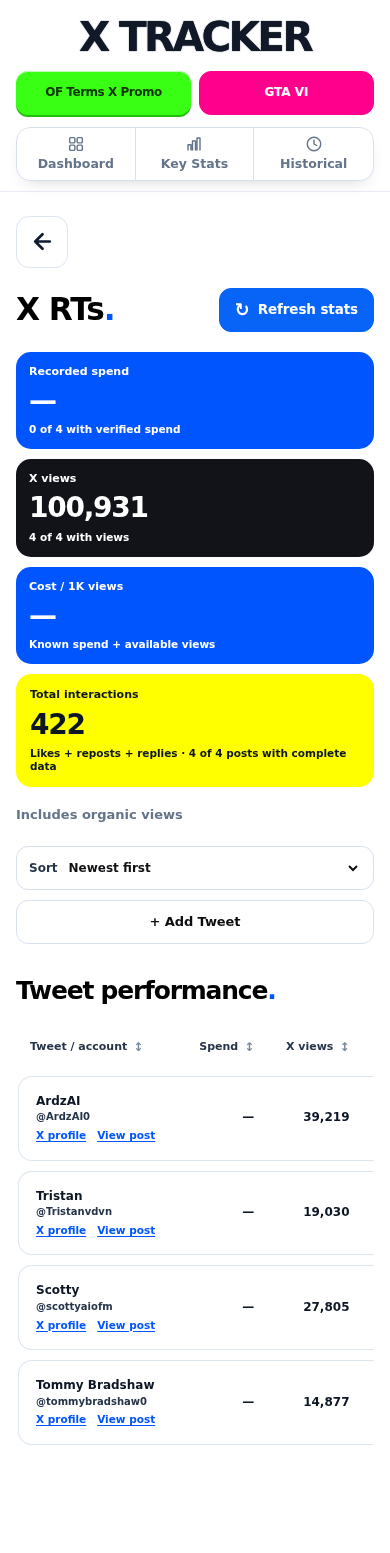 X TRACKER
OF Terms X Promo
GTA VI
Dashboard
Key Stats
Historical
X RTs.
↻ Refresh stats
Recorded spend
—
0 of 4 with verified spend
X views
100,931
4 of 4 with views
Cost / 1K views
—
Known spend + available views
Total interactions
422
Likes + reposts + replies · 4 of 4 posts with complete
data
Includes organic views
Sort Newest first
+ Add Tweet
Tweet performance.
Tweet / account ↕ Spend ↕ X views ↕
ArdzAI
@ArdzAI0 — 39,219
X profile View post
Tristan
@Tristanvdvn — 19,030
X profile View post
Scotty
@scottyaiofm — 27,805
X profile View post
Tommy Bradshaw
@tommybradshaw0 — 14,877
X profile View post